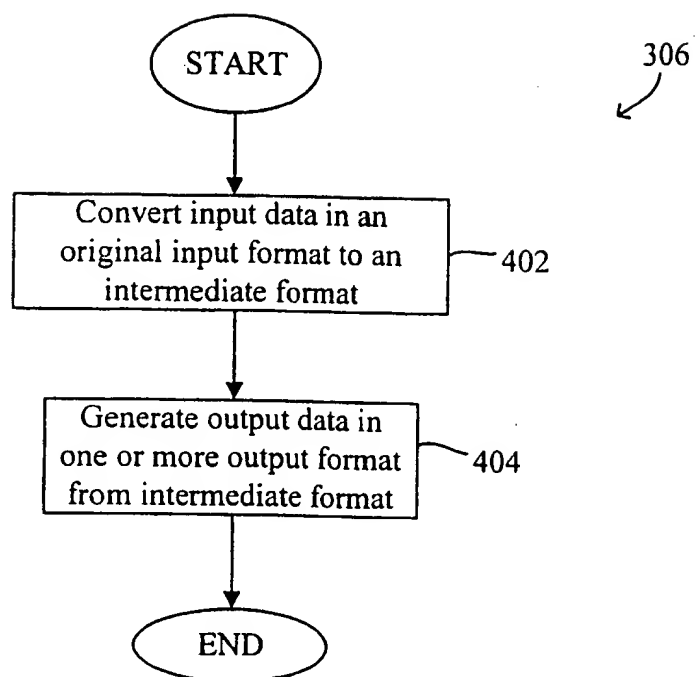 START
306
Convert input data in an
original input format to an
intermediate format
402
Generate output data in
one or more output format
from intermediate format
404
END